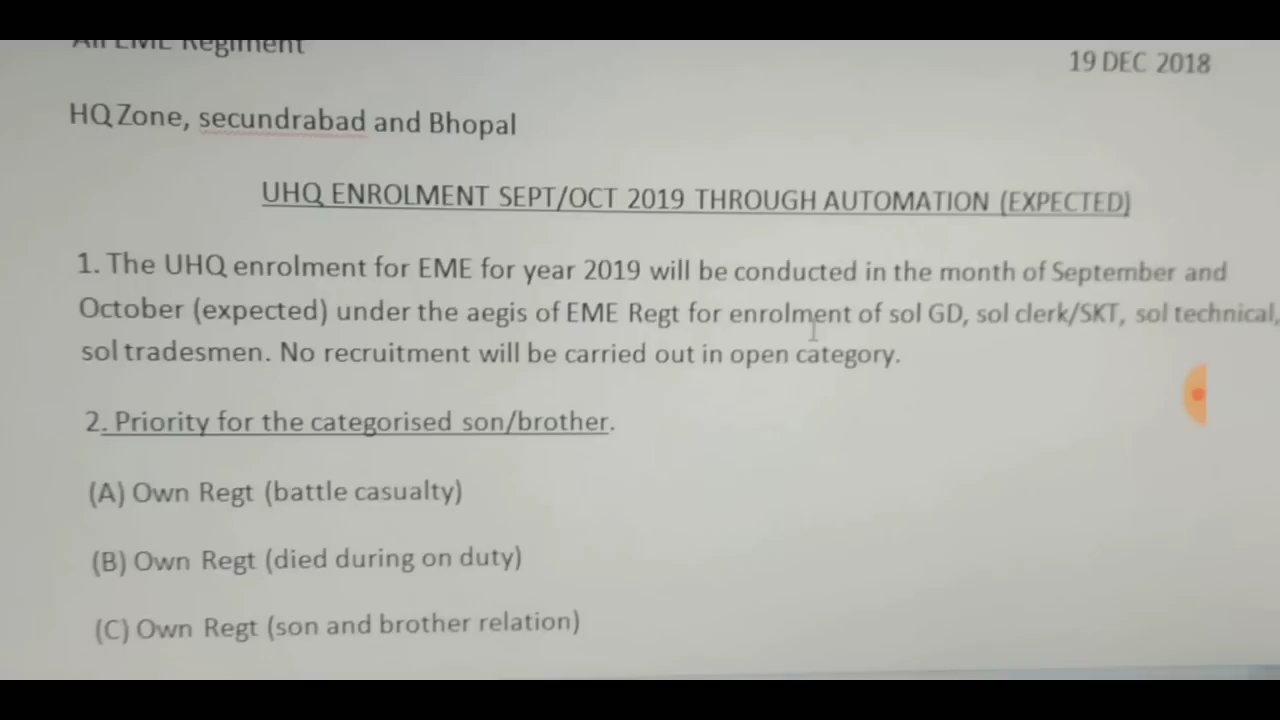 All EME Regiment
19 DEC 2018
HQ Zone, secundrabad and Bhopal
UHQ ENROLMENT SEPT/OCT 2019 THROUGH AUTOMATION (EXPECTED)
1. The UHQ enrolment for EME for year 2019 will be conducted in the month of September and
October (expected) under the aegis of EME Regt for enrolment of sol GD, sol clerk/SKT, sol technical,
sol tradesmen. No recruitment will be carried out in open category.
2. Priority for the categorised son/brother.
(A) Own Regt (battle casualty)
(B) Own Regt (died during on duty)
(C) Own Regt (son and brother relation)